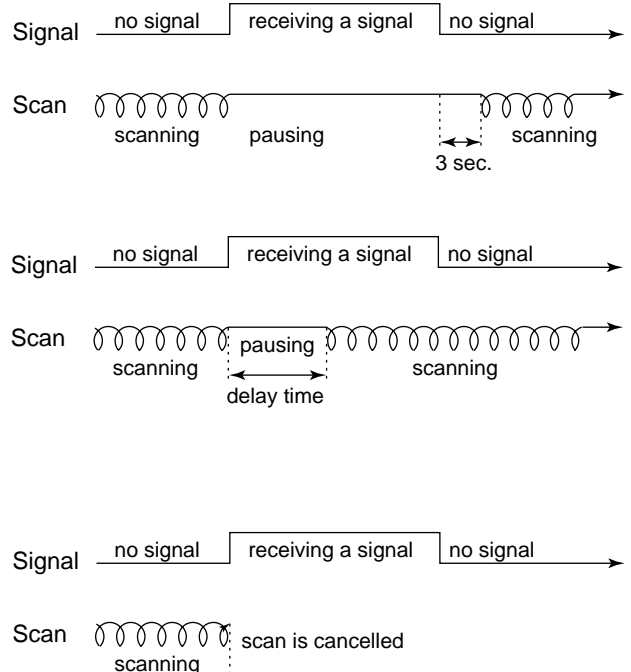 no signal receiving a signal no signal
Signal
Scan
scanning pausing scanning
3 sec.
no signal receiving a signal no signal
Signal
Scan
pausing
scanning scanning
delay time
no signal receiving a signal no signal
Signal
Scan
scan is cancelled
scanning